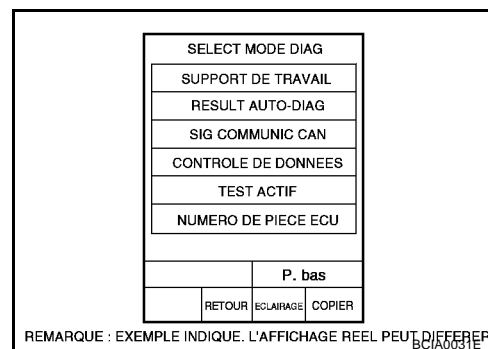 SELECT MODE DIAG
SUPPORT DE TRAVAIL
RESULT AUTO-DIAG
SIG COMMUNIC CAN
CONTROLE DE DONNEES
TEST ACTIF
NUMERO DE PIECE ECU
P. bas
RETOUR ECLAIRAGE COPIER
REMARQUE : EXEMPLE INDIQUE. L'AFFICHAGE REEL PEUT DIFFERER
BCIA0031E